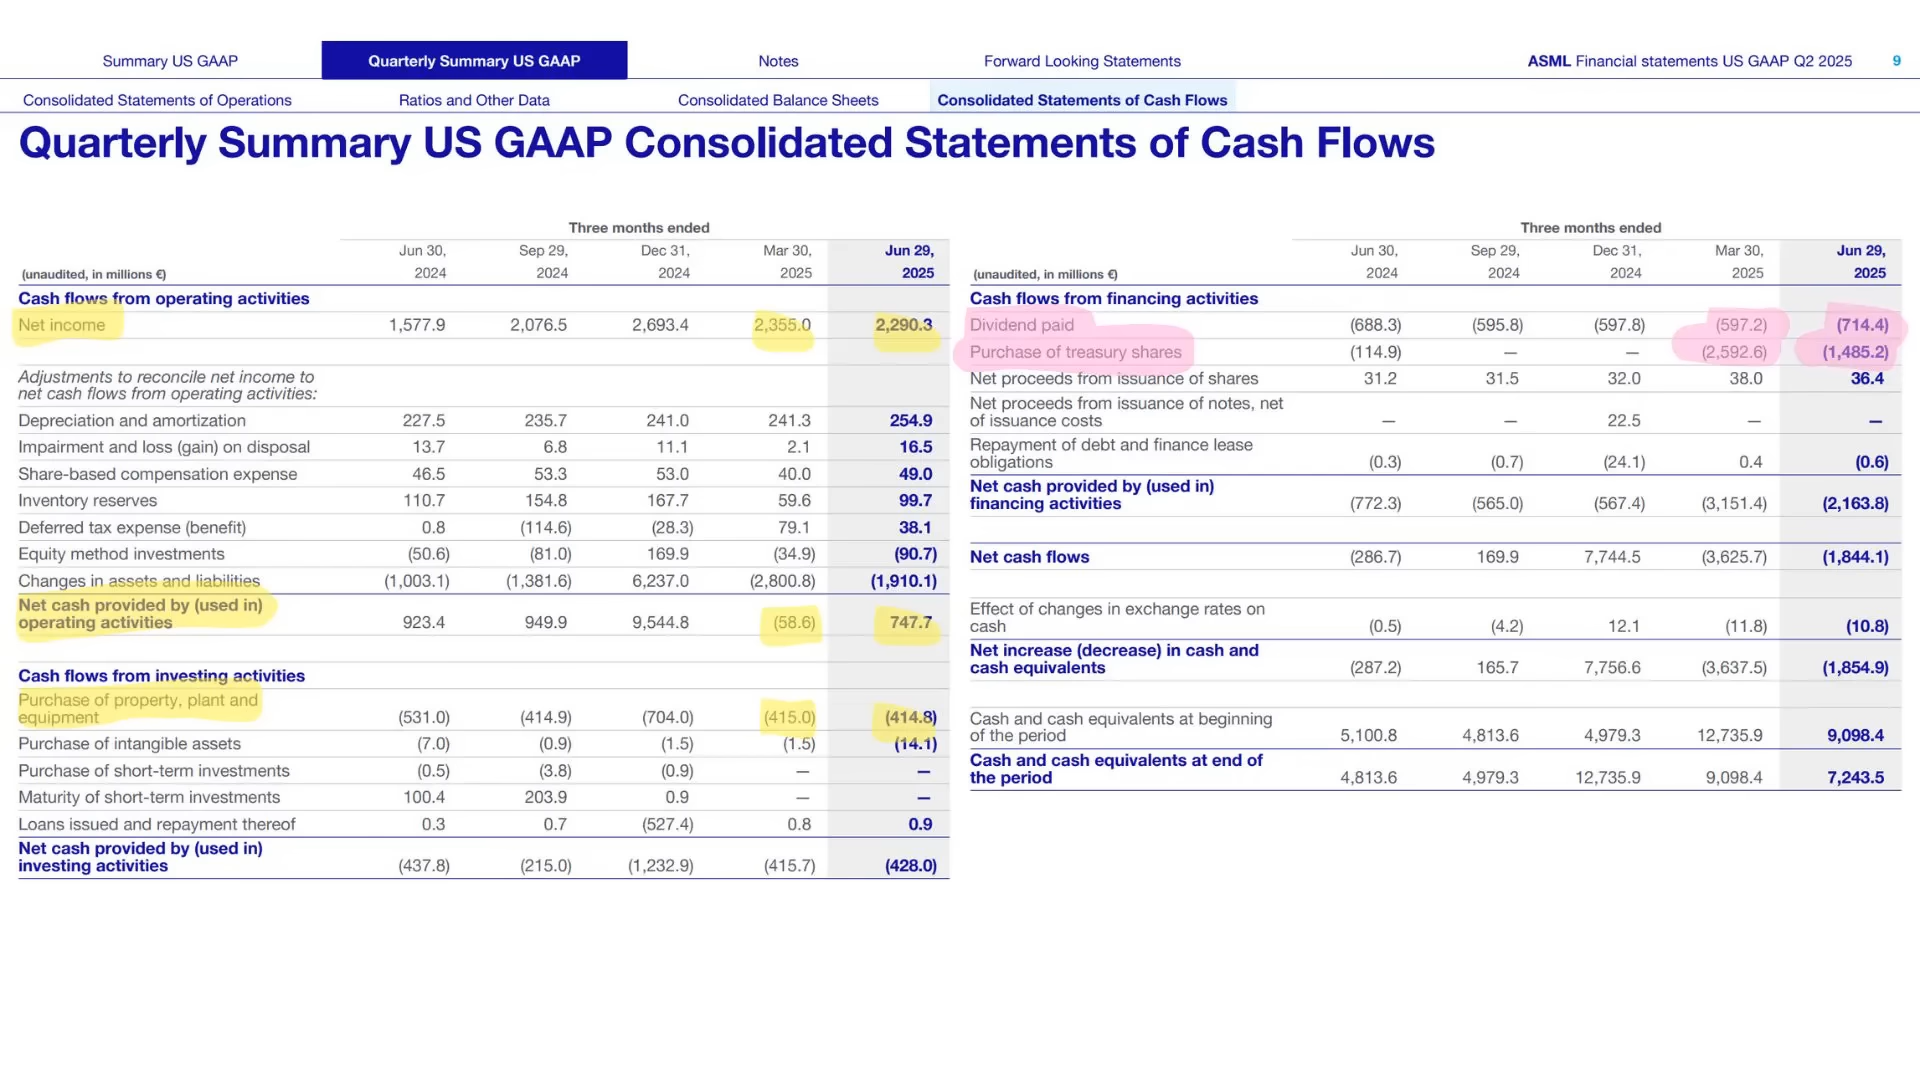 Summary US GAAP Quarterly Summary US GAAP Notes Forward Looking Statements ASML Financial statements US GAAP Q2 2025 9
Consolidated Statements of Operations Ratios and Other Data Consolidated Balance Sheets Consolidated Statements of Cash Flows
Quarterly Summary US GAAP Consolidated Statements of Cash Flows
Three months ended
Jun 30, Sep 29, Dec 31, Mar 30, Jun 29,
(unaudited, in millions €) 2024 2024 2024 2025 2025
Cash flows from operating activities
Net income 1,577.9 2,076.5 2,693.4 2,355.0 2,290.3
Adjustments to reconcile net income to
net cash flows from operating activities:
Depreciation and amortization 227.5 235.7 241.0 241.3 254.9
Impairment and loss (gain) on disposal 13.7 6.8 11.1 2.1 16.5
Share-based compensation expense 46.5 53.3 53.0 40.0 49.0
Inventory reserves 110.7 154.8 167.7 59.6 99.7
Deferred tax expense (benefit) 0.8 (114.6) (28.3) 79.1 38.1
Equity method investments (50.6) (81.0) 169.9 (34.9) (90.7)
Changes in assets and liabilities (1,003.1) (1,381.6) 6,237.0 (2,800.8) (1,910.1)
Net cash provided by (used in)
operating activities 923.4 949.9 9,544.8 (58.6) 747.7
Cash flows from investing activities
Purchase of property, plant and
equipment (531.0) (414.9) (704.0) (415.0) (414.8)
Purchase of intangible assets (7.0) (0.9) (1.5) (1.5) (14.1)
Purchase of short-term investments (0.5) (3.8) (0.9) — —
Maturity of short-term investments 100.4 203.9 0.9 — —
Loans issued and repayment thereof 0.3 0.7 (527.4) 0.8 0.9
Net cash provided by (used in)
investing activities (437.8) (215.0) (1,232.9) (415.7) (428.0)
Three months ended
Jun 30, Sep 29, Dec 31, Mar 30, Jun 29,
(unaudited, in millions €) 2024 2024 2024 2025 2025
Cash flows from financing activities
Dividend paid (688.3) (595.8) (597.8) (597.2) (714.4)
Purchase of treasury shares (114.9) — — (2,592.6) (1,485.2)
Net proceeds from issuance of shares 31.2 31.5 32.0 38.0 36.4
Net proceeds from issuance of notes, net
of issuance costs — — 22.5 — —
Repayment of debt and finance lease
obligations (0.3) (0.7) (24.1) 0.4 (0.6)
Net cash provided by (used in)
financing activities (772.3) (565.0) (567.4) (3,151.4) (2,163.8)
Net cash flows (286.7) 169.9 7,744.5 (3,625.7) (1,844.1)
Effect of changes in exchange rates on
cash (0.5) (4.2) 12.1 (11.8) (10.8)
Net increase (decrease) in cash and
cash equivalents (287.2) 165.7 7,756.6 (3,637.5) (1,854.9)
Cash and cash equivalents at beginning
of the period 5,100.8 4,813.6 4,979.3 12,735.9 9,098.4
Cash and cash equivalents at end of
the period 4,813.6 4,979.3 12,735.9 9,098.4 7,243.5